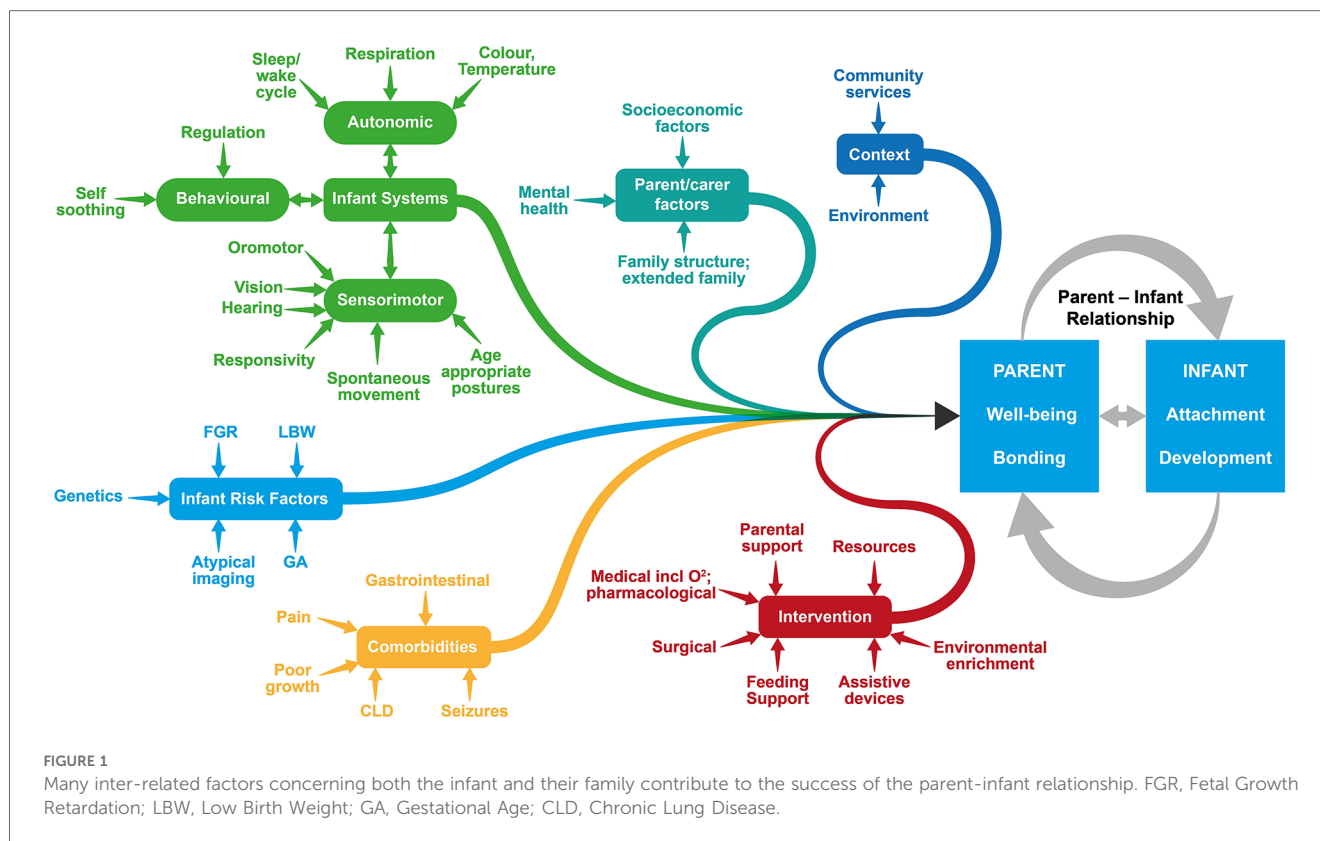 Sleep/
wake
cycle
Respiration
Colour,
Temperature
Autonomic
Regulation
Self
soothing
Behavioural
Infant Systems
Oromotor
Vision
Hearing
Sensorimotor
Responsivity
Spontaneous
movement
Age
appropriate
postures
Socioeconomic
factors
Mental
health
Parent/carer
factors
Family structure;
extended family
Community
services
Context
Environment
Parent – Infant
Relationship
PARENT
Well-being
Bonding
INFANT
Attachment
Development
FGR
LBW
Genetics
Infant Risk Factors
Atypical
imaging
GA
Gastrointestinal
Pain
Comorbidities
Poor
growth
CLD
Seizures
Parental
support
Resources
Medical incl O²;
pharmacological
Intervention
Surgical
Environmental
enrichment
Feeding
Support
Assistive
devices
FIGURE 1
Many inter-related factors concerning both the infant and their family contribute to the success of the parent-infant relationship. FGR, Fetal Growth
Retardation; LBW, Low Birth Weight; GA, Gestational Age; CLD, Chronic Lung Disease.